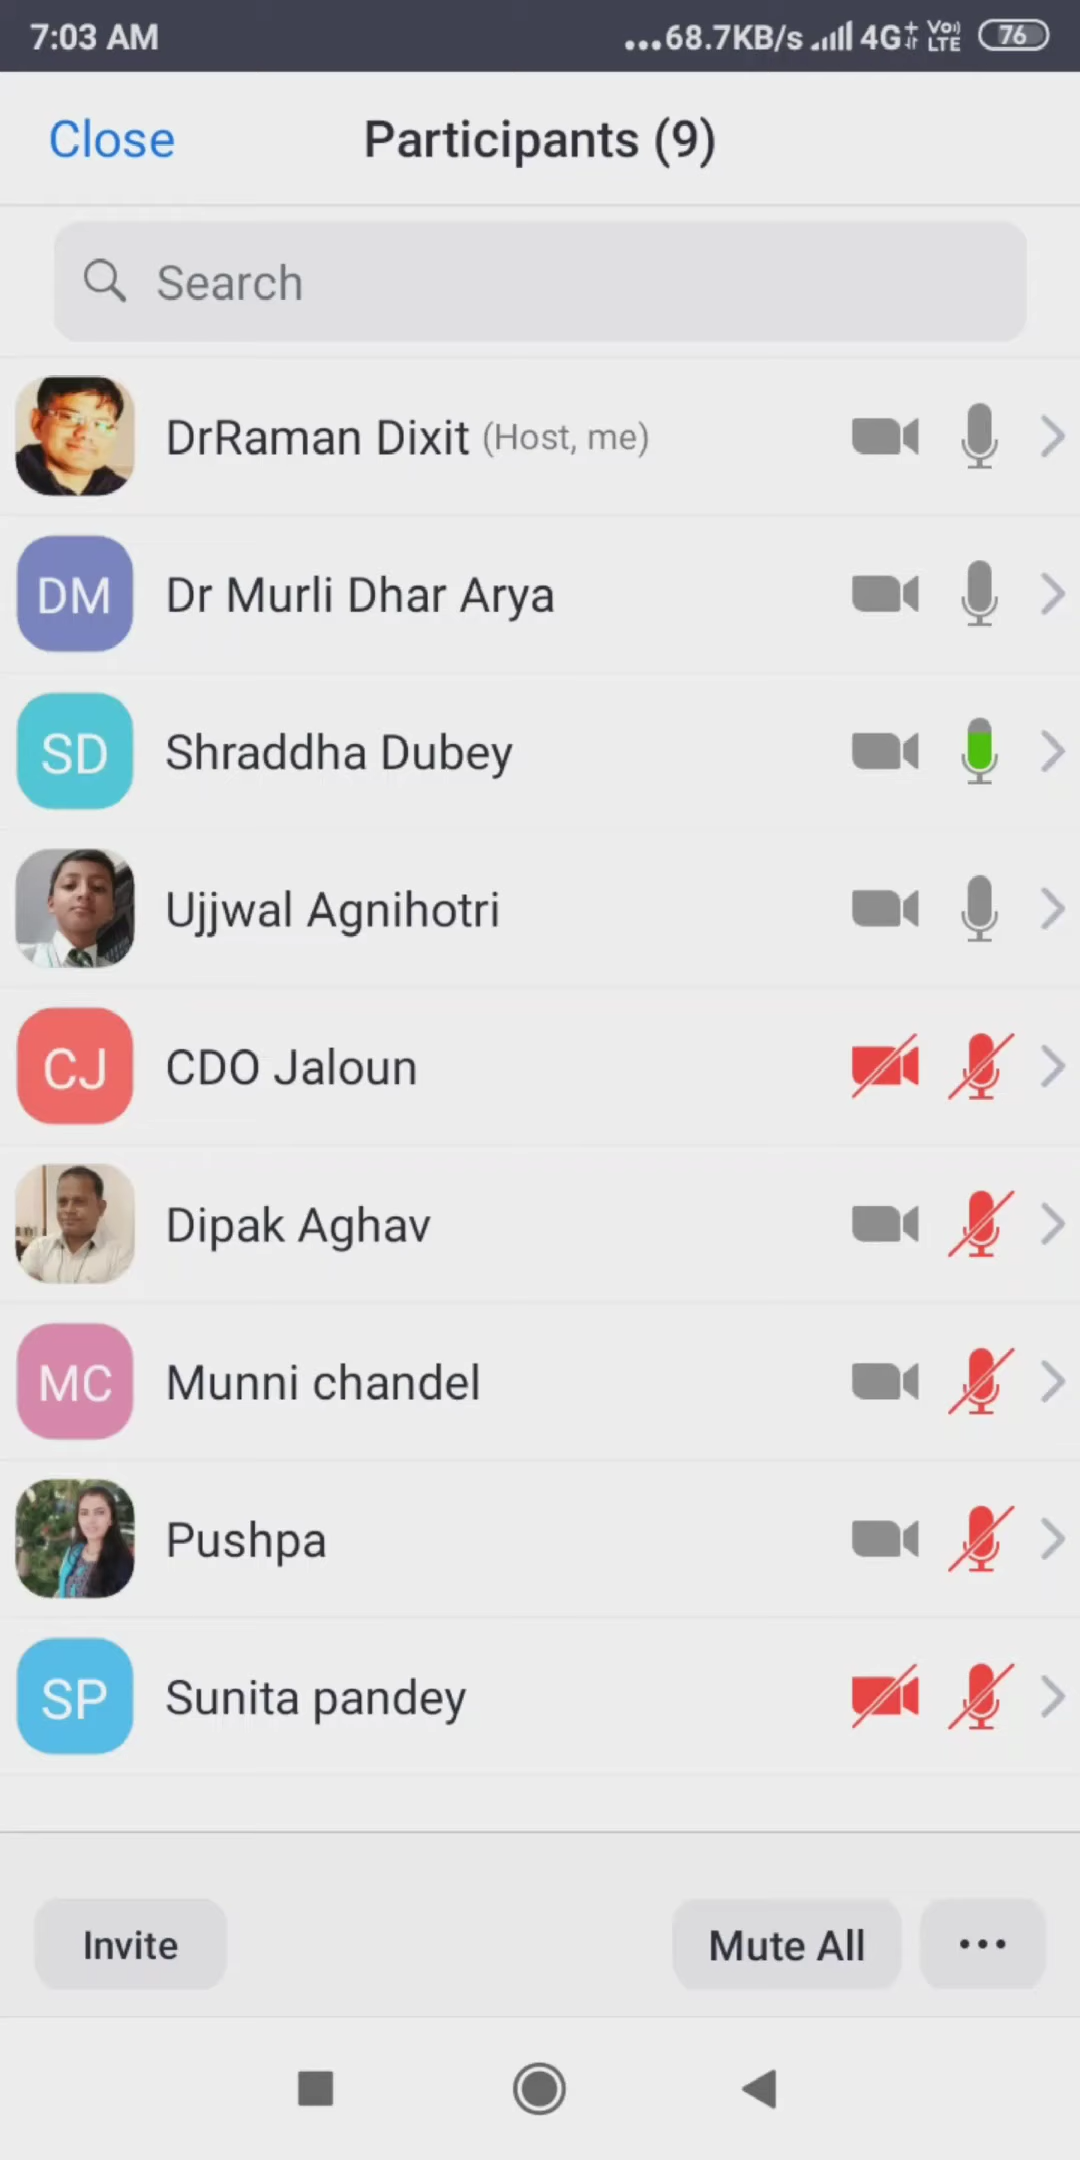 7:03 AM
...68.7KB/s 4G+ VoLTE 76
Close Participants (9)
Search
DrRaman Dixit (Host, me)
DM Dr Murli Dhar Arya
SD Shraddha Dubey
Ujjwal Agnihotri
CJ CDO Jaloun
Dipak Aghav
MC Munni chandel
Pushpa
SP Sunita pandey
Invite Mute All ...